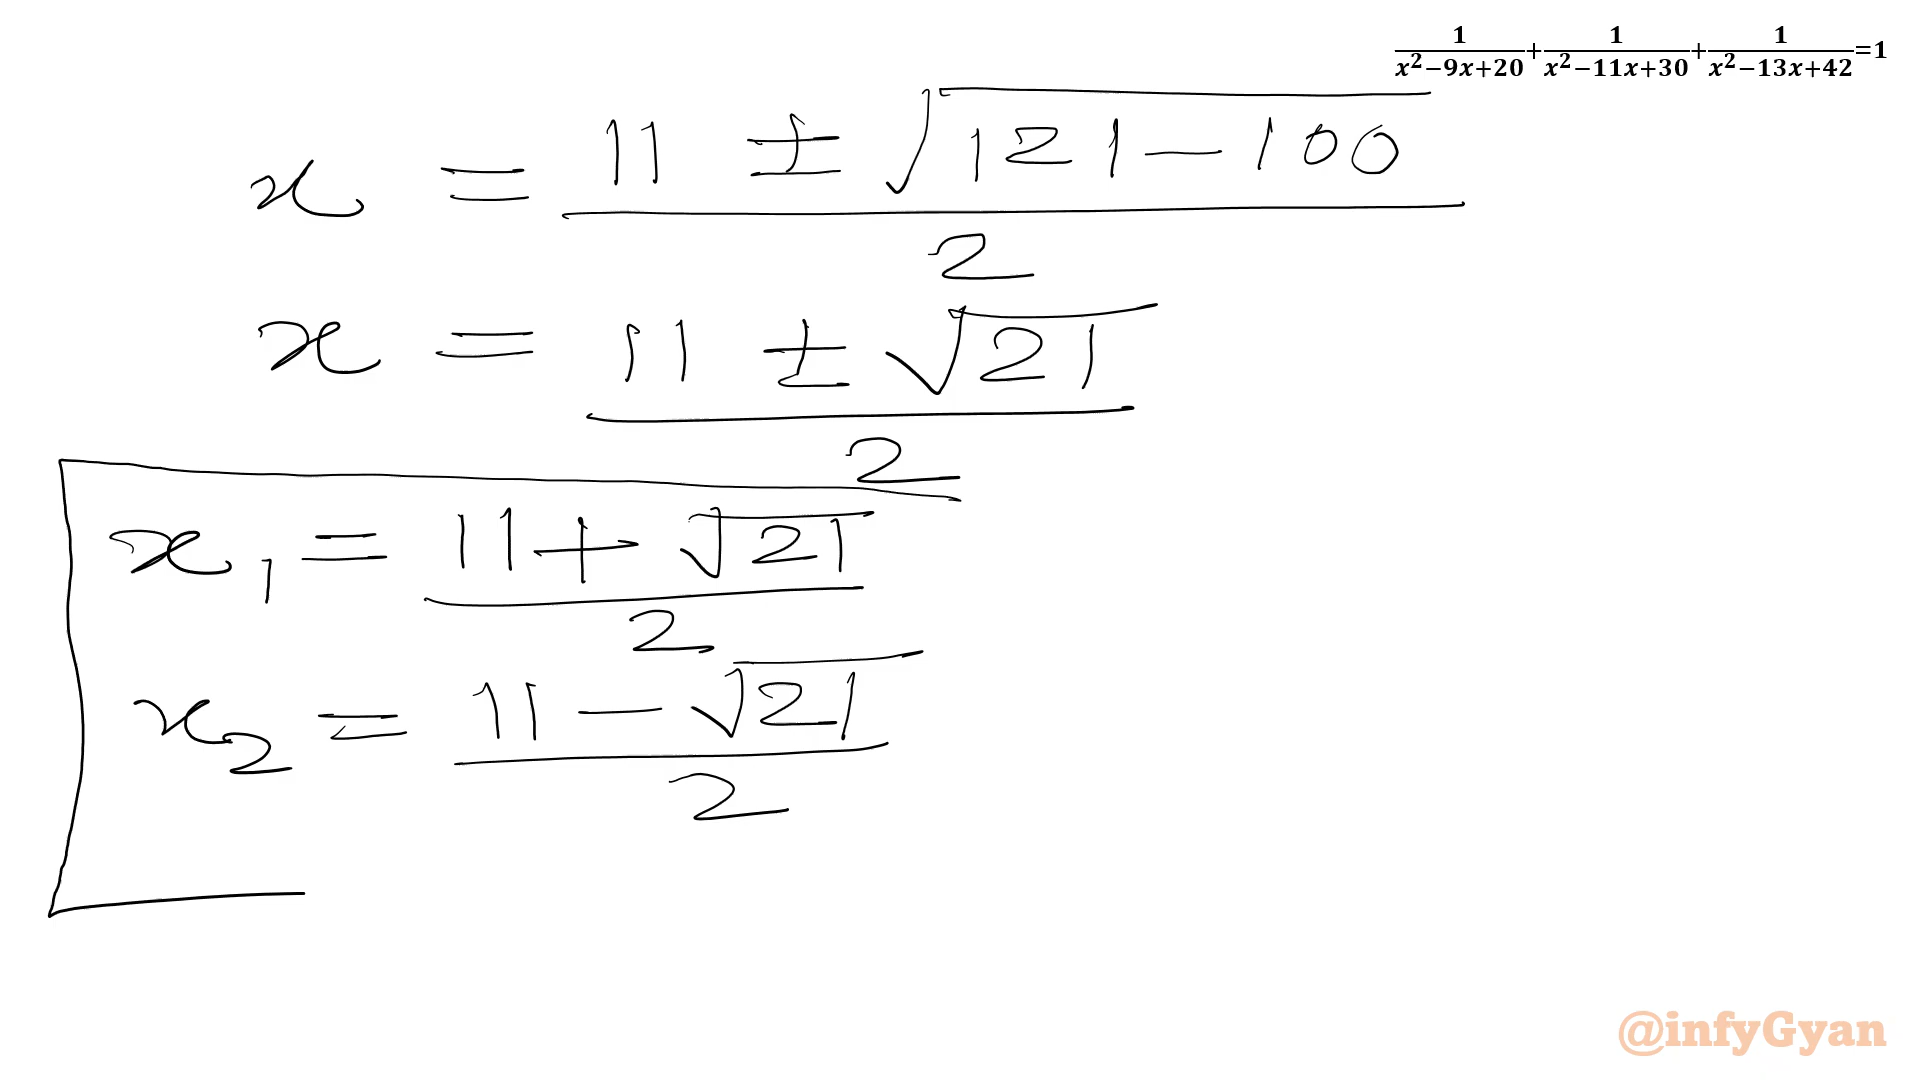 1/(x²−9x+20) + 1/(x²−11x+30) + 1/(x²−13x+42) = 1
x = (11 ± √(121 − 100))/2
x = (11 ± √21)/2
x₁ = (11 + √21)/2
x₂ = (11 − √21)/2
@infyGyan